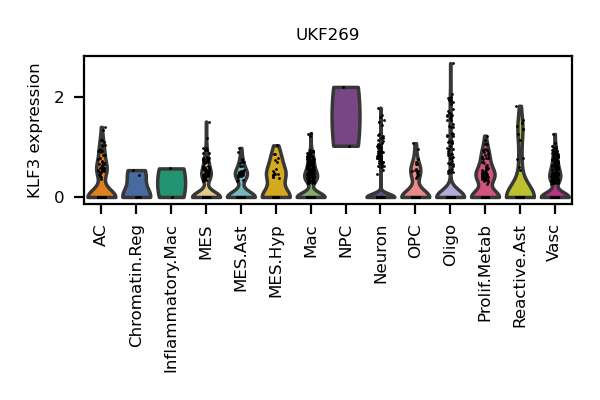 UKF269
KLF3 expression
2
0
AC
Chromatin.Reg
Inflammatory.Mac
MES
MES.Ast
MES.Hyp
Mac
NPC
Neuron
OPC
Oligo
Prolif.Metab
Reactive.Ast
Vasc